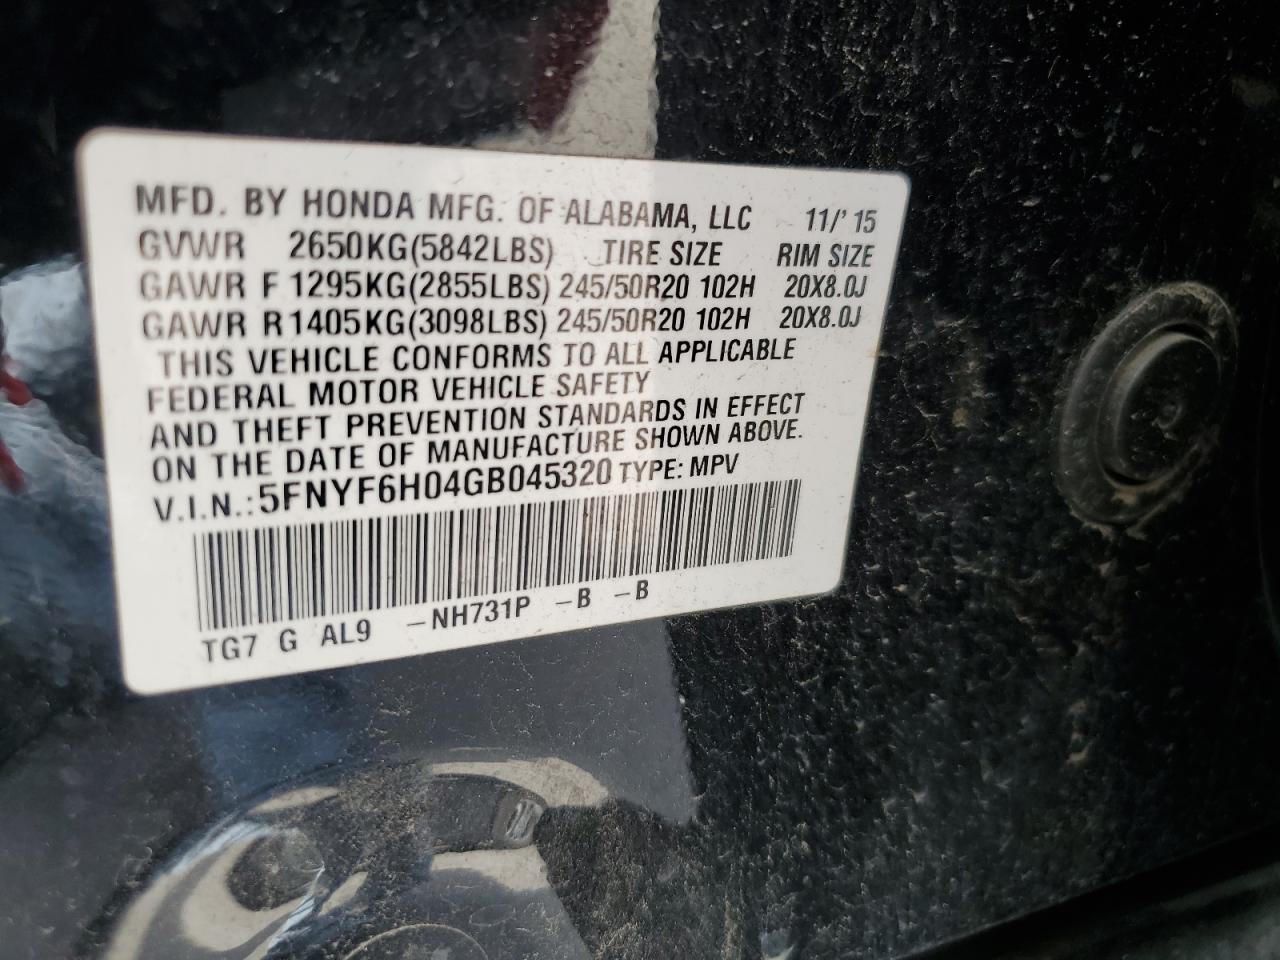 MFD. BY HONDA MFG. OF ALABAMA, LLC 11/'15
GVWR 2650KG(5842LBS) TIRE SIZE RIM SIZE
GAWR F 1295KG(2855LBS) 245/50R20 102H 20X8.0J
GAWR R1405KG(3098LBS) 245/50R20 102H 20X8.0J
THIS VEHICLE CONFORMS TO ALL APPLICABLE
FEDERAL MOTOR VEHICLE SAFETY
AND THEFT PREVENTION STANDARDS IN EFFECT
ON THE DATE OF MANUFACTURE SHOWN ABOVE.
V.I.N.:5FNYF6H04GB045320 TYPE: MPV
TG7 G AL9 -NH731P -B -B